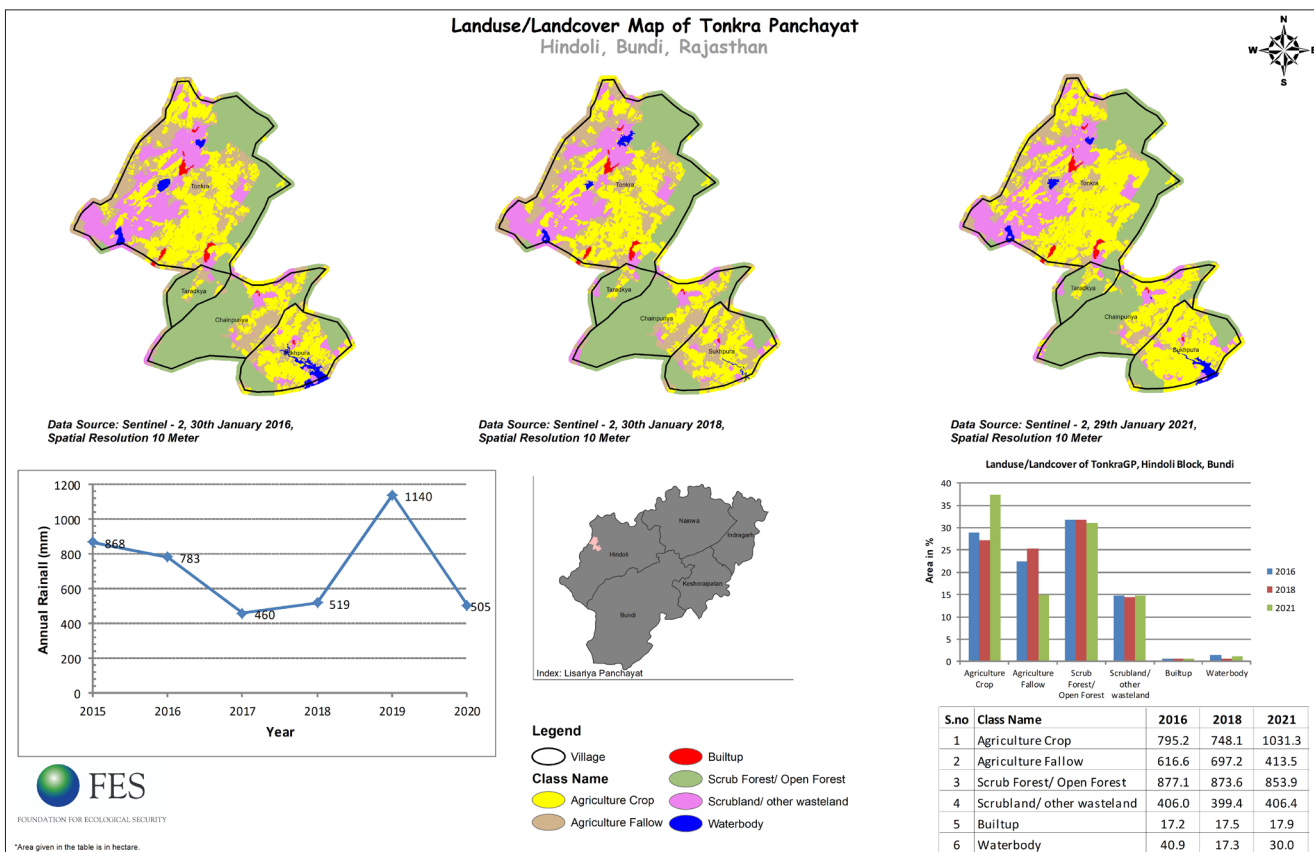 Landuse/Landcover Map of Tonkra Panchayat
Hindoli, Bundi, Rajasthan
N
W E
S
Tonkra
Taradkya
Chainpuriya
Sukhpura
Tonkra
Taradkya
Chainpuriya
Sukhpura
Tonkra
Taradkya
Chainpuriya
Sukhpura
Data Source: Sentinel - 2, 30th January 2016,
Spatial Resolution 10 Meter
Data Source: Sentinel - 2, 30th January 2018,
Spatial Resolution 10 Meter
Data Source: Sentinel - 2, 29th January 2021,
Spatial Resolution 10 Meter
Annual Rainall (mm)
1200
1000
800
600
400
200
0
868
783
460
519
1140
505
2015 2016 2017 2018 2019 2020
Year
Nainwa
Hindoli
Indragarh
Keshoraipatan
Bundi
Index: Lisariya Panchayat
Landuse/Landcover of TonkraGP, Hindoli Block, Bundi
Area in %
40
35
30
25
20
15
10
5
0
Agriculture Crop
Agriculture Fallow
Scrub Forest/ Open Forest
Scrubland/ other wasteland
Builtup
Waterbody
2016
2018
2021
Legend
Village
Class Name
Agriculture Crop
Agriculture Fallow
Builtup
Scrub Forest/ Open Forest
Scrubland/ other wasteland
Waterbody
S.no Class Name 2016 2018 2021
1 Agriculture Crop 795.2 748.1 1031.3
2 Agriculture Fallow 616.6 697.2 413.5
3 Scrub Forest/ Open Forest 877.1 873.6 853.9
4 Scrubland/ other wasteland 406.0 399.4 406.4
5 Builtup 17.2 17.5 17.9
6 Waterbody 40.9 17.3 30.0
FES
FOUNDATION FOR ECOLOGICAL SECURITY
*Area given in the table is in hectare.